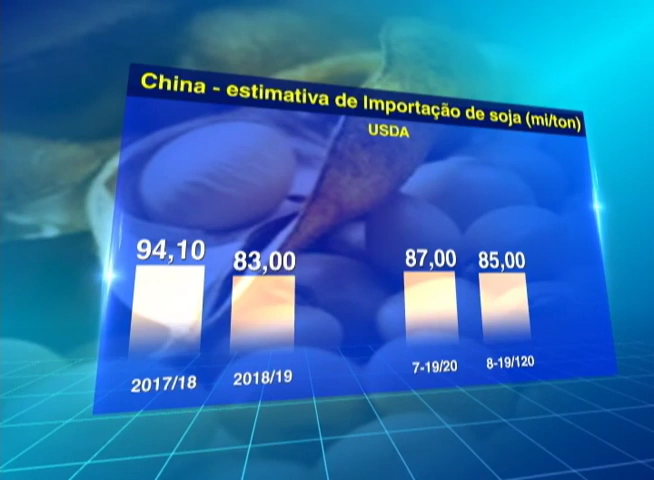 China - estimativa de Importação de soja (mi/ton)
USDA
94,10 83,00 87,00 85,00
2017/18 2018/19 7-19/20 8-19/120